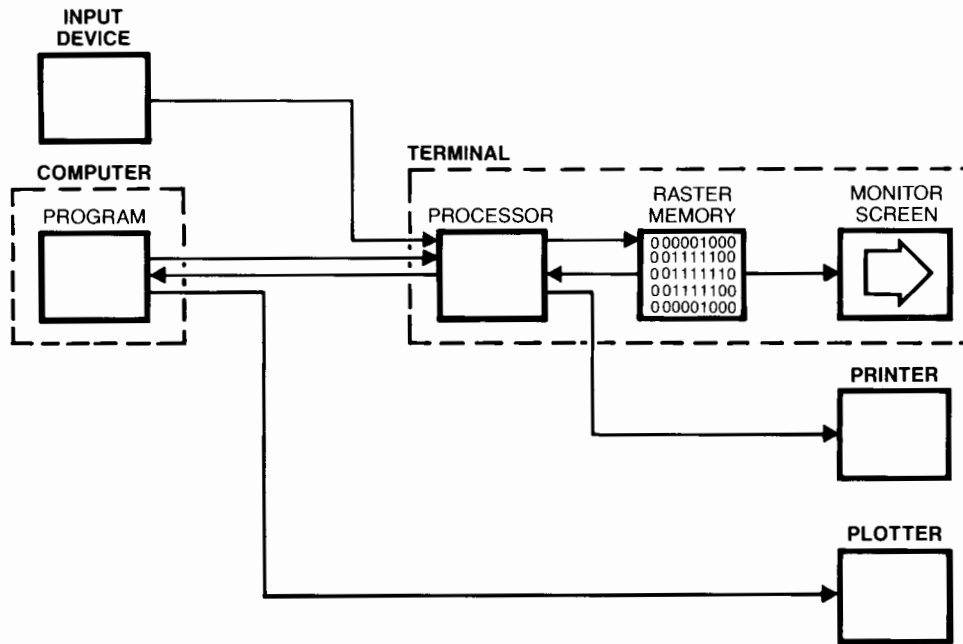 INPUT
DEVICE
COMPUTER
PROGRAM
TERMINAL
PROCESSOR
RASTER
MEMORY
000001000
001111100
001111110
001111100
000001000
MONITOR
SCREEN
PRINTER
PLOTTER